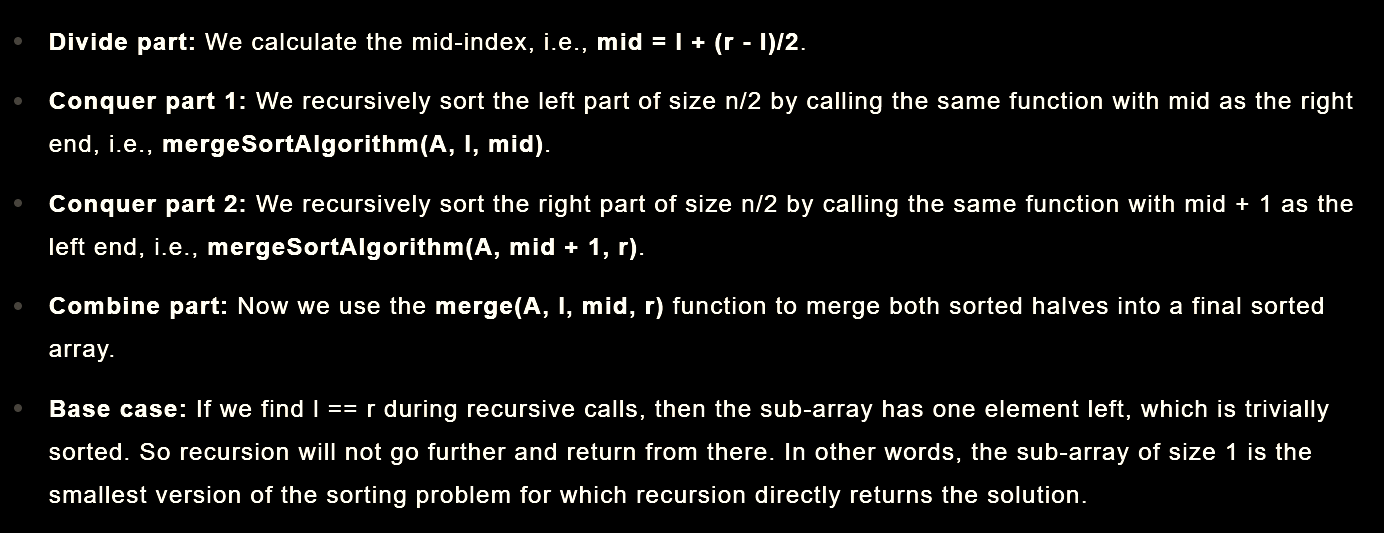 Divide part: We calculate the mid-index, i.e., mid = l + (r - l)/2.
Conquer part 1: We recursively sort the left part of size n/2 by calling the same function with mid as the right
end, i.e., mergeSortAlgorithm(A, l, mid).
Conquer part 2: We recursively sort the right part of size n/2 by calling the same function with mid + 1 as the
left end, i.e., mergeSortAlgorithm(A, mid + 1, r).
Combine part: Now we use the merge(A, l, mid, r) function to merge both sorted halves into a final sorted
array.
Base case: If we find l == r during recursive calls, then the sub-array has one element left, which is trivially
sorted. So recursion will not go further and return from there. In other words, the sub-array of size 1 is the
smallest version of the sorting problem for which recursion directly returns the solution.